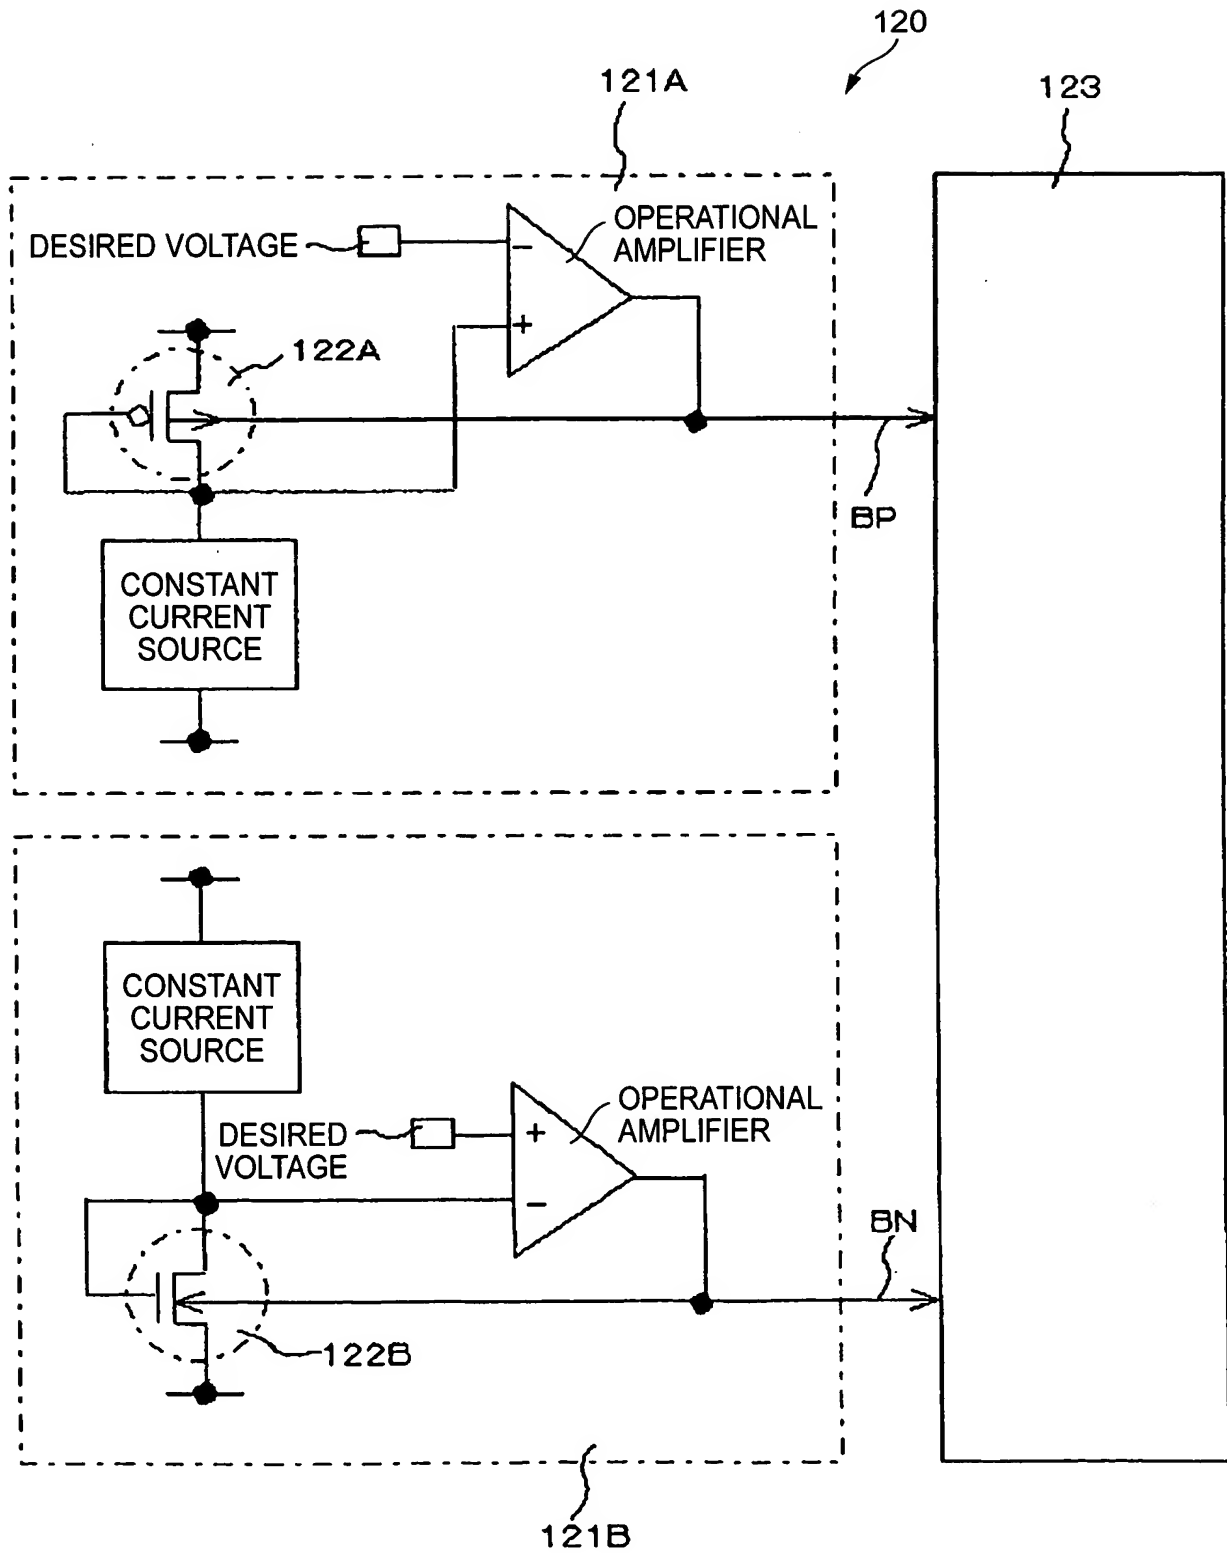 120
121A
123
DESIRED VOLTAGE
OPERATIONAL
AMPLIFIER
−
+
122A
BP
CONSTANT
CURRENT
SOURCE
CONSTANT
CURRENT
SOURCE
OPERATIONAL
AMPLIFIER
DESIRED
VOLTAGE
+
−
BN
122B
121B